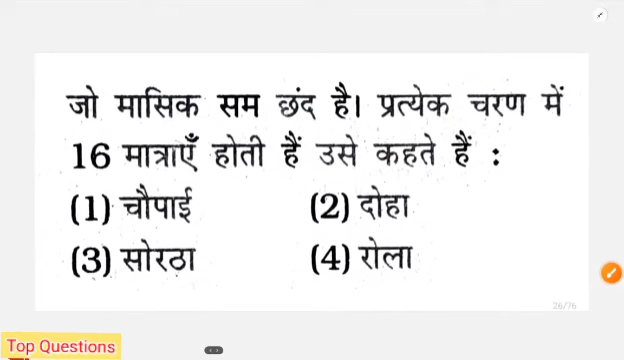 जो मासिक सम छंद है। प्रत्येक चरण में
16 मात्राएँ होती हैं उसे कहते हैं :
(1) चौपाई (2) दोहा
(3) सोरठा (4) रोला
26/76
Top Questions